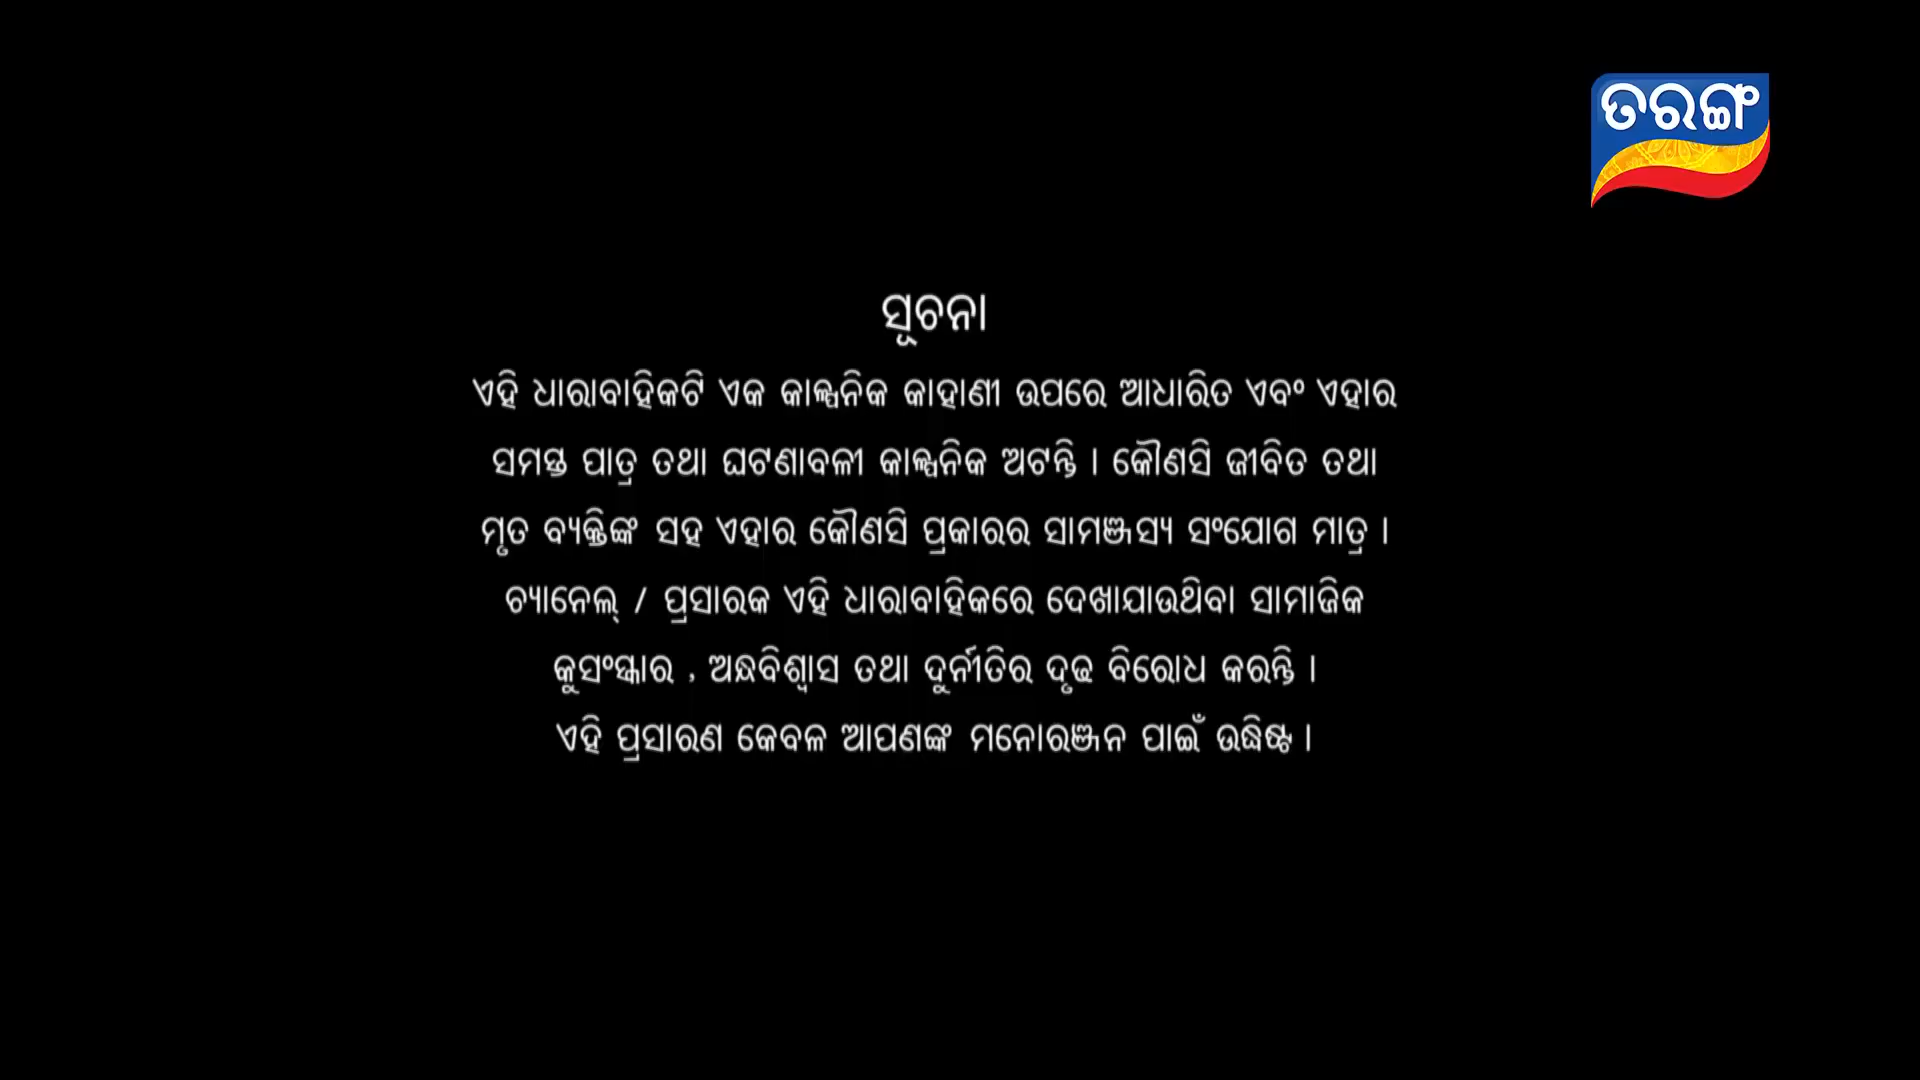 ତରଙ୍ଗ
ସୂଚନା
ଏହି ଧାରାବାହିକଟି ଏକ କାଳ୍ପନିକ କାହାଣୀ ଉପରେ ଆଧାରିତ ଏବଂ ଏହାର
ସମସ୍ତ ପାତ୍ର ତଥା ଘଟଣାବଳୀ କାଳ୍ପନିକ ଅଟନ୍ତି । କୌଣସି ଜୀବିତ ତଥା
ମୃତ ବ୍ୟକ୍ତିଙ୍କ ସହ ଏହାର କୌଣସି ପ୍ରକାରର ସାମଞ୍ଜସ୍ୟ ସଂଯୋଗ ମାତ୍ର ।
ଚ୍ୟାନେଲ୍ / ପ୍ରସାରକ ଏହି ଧାରାବାହିକରେ ଦେଖାଯାଉଥିବା ସାମାଜିକ
କୁସଂସ୍କାର , ଅନ୍ଧବିଶ୍ୱାସ ତଥା ଦୁର୍ନୀତିର ଦୃଢ ବିରୋଧ କରନ୍ତି ।
ଏହି ପ୍ରସାରଣ କେବଳ ଆପଣଙ୍କ ମନୋରଞ୍ଜନ ପାଇଁ ଉଦ୍ଧିଷ୍ଟ ।